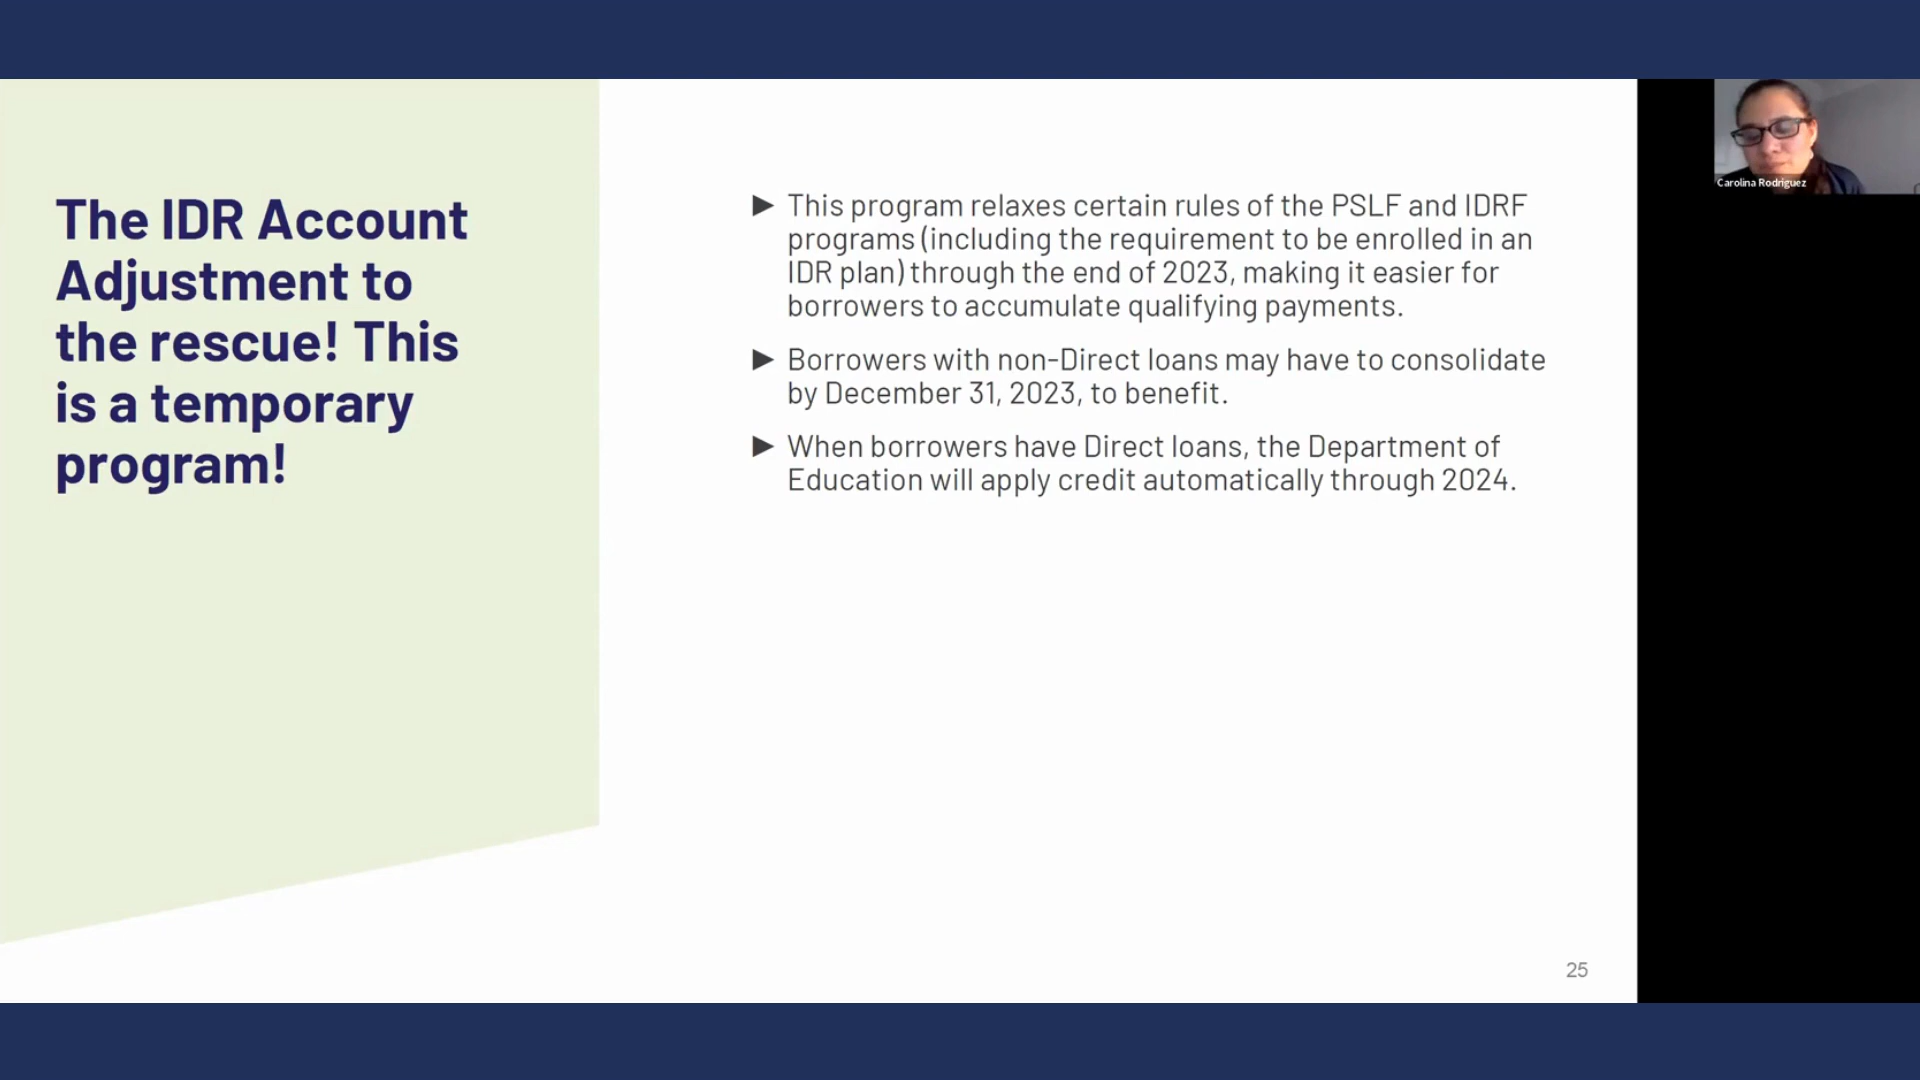 The IDR Account
Adjustment to
the rescue! This
is a temporary
program!
▶ This program relaxes certain rules of the PSLF and IDRF
programs (including the requirement to be enrolled in an
IDR plan) through the end of 2023, making it easier for
borrowers to accumulate qualifying payments.
▶ Borrowers with non-Direct loans may have to consolidate
by December 31, 2023, to benefit.
▶ When borrowers have Direct loans, the Department of
Education will apply credit automatically through 2024.
25
Carolina Rodriguez